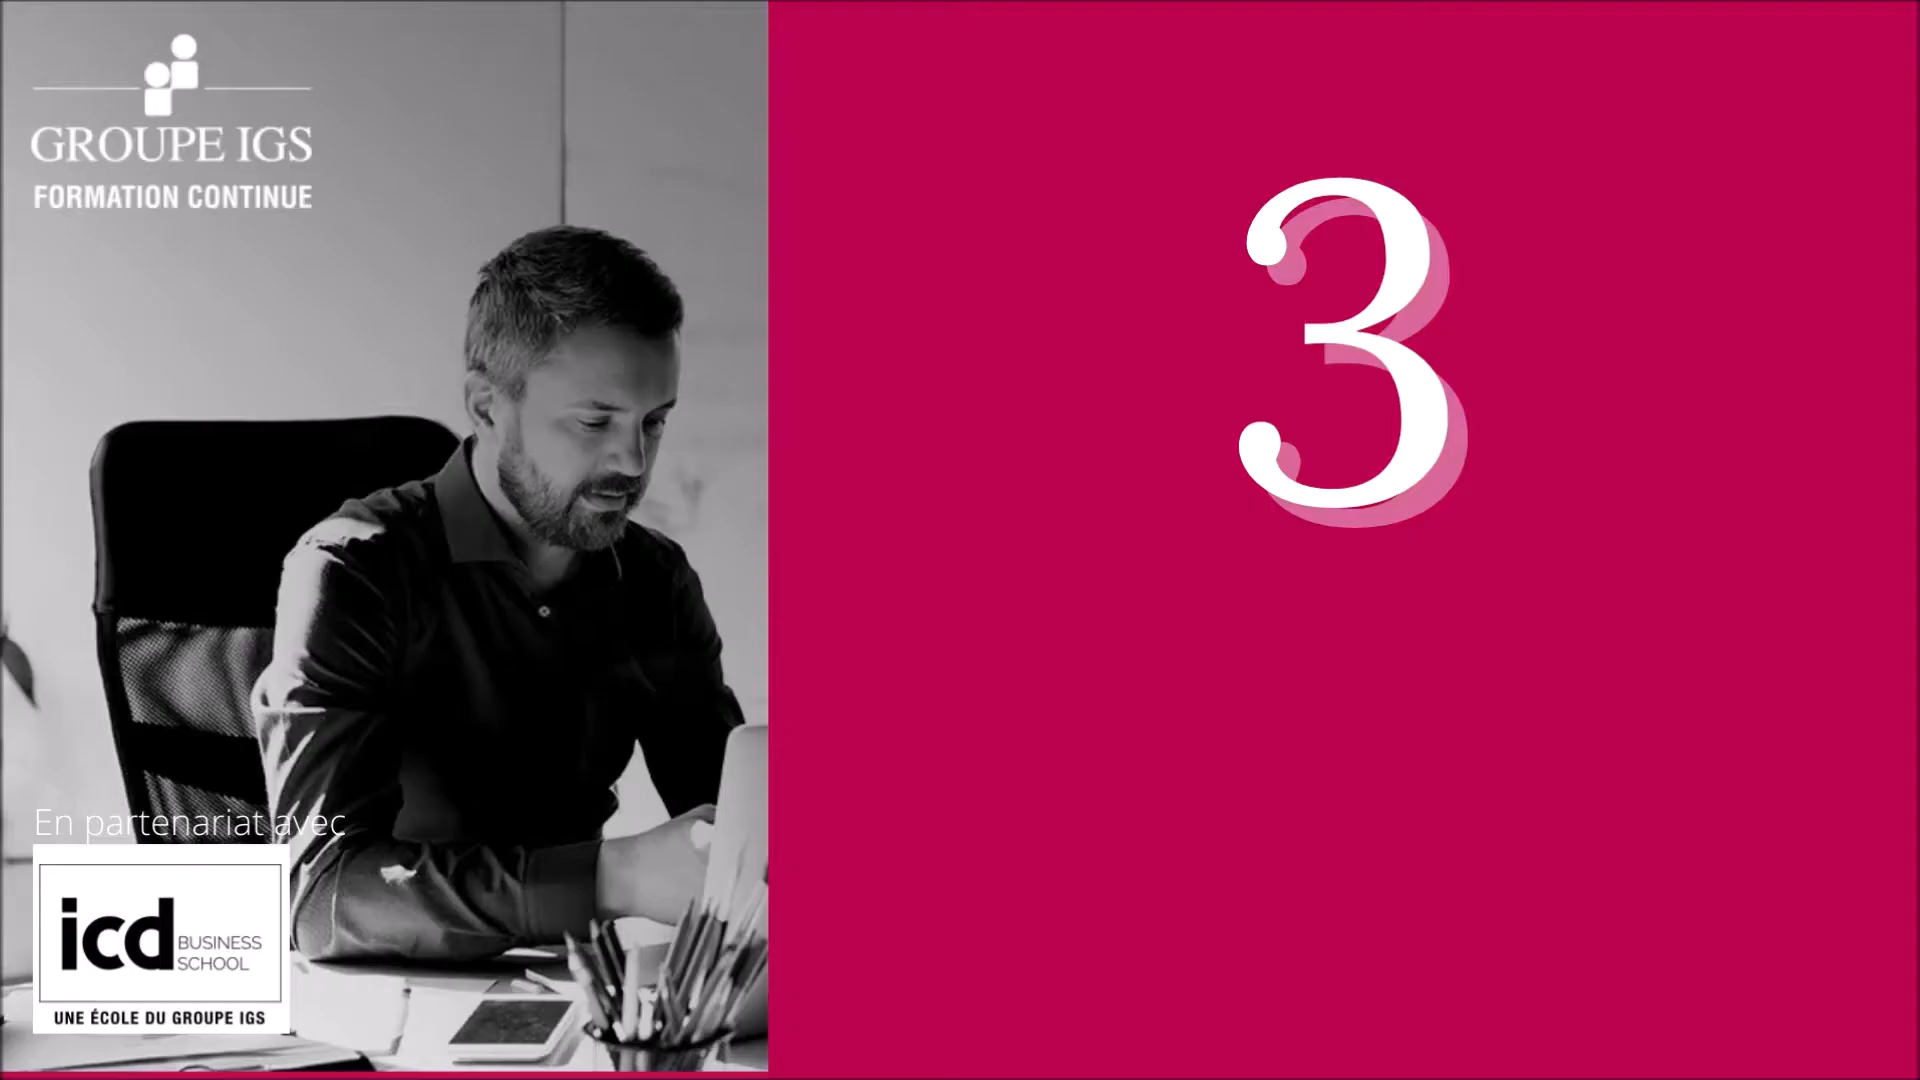 GROUPE IGS
FORMATION CONTINUE
3
En partenariat avec
icd BUSINESS
SCHOOL
UNE ÉCOLE DU GROUPE IGS